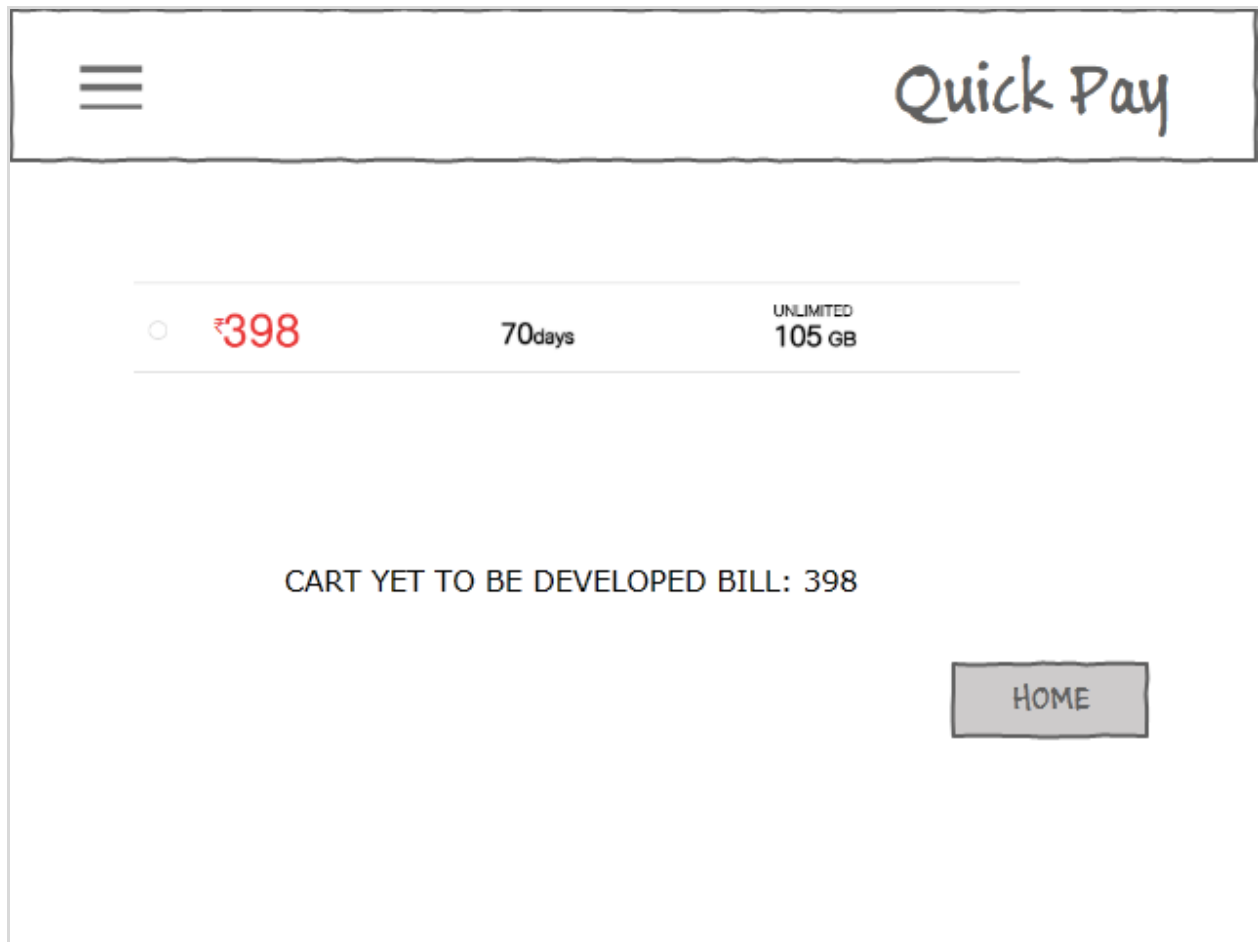 Quick Pay
₹398 70days UNLIMITED 105 GB
CART YET TO BE DEVELOPED BILL: 398
HOME